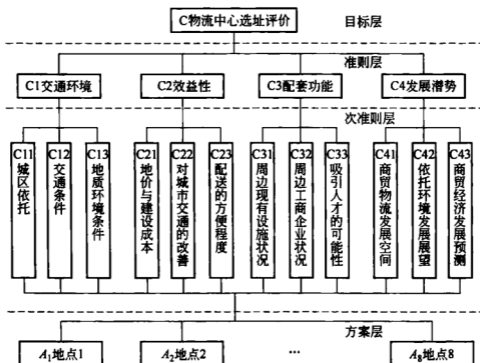 C物流中心选址评价
目标层
准则层
C1交通环境
C2效益性
C3配套功能
C4发展潜势
次准则层
C11城区依托
C12交通条件
C13地质环境条件
C21地价与建设成本
C22对城市交通的改善
C23配送的方便程度
C31周边现有设施状况
C32周边工商企业状况
C33吸引人才的可能性
C41商贸物流发展空间
C42依托环境发展展望
C43商贸经济发展预测
方案层
A1地点1
A2地点2
…
A8地点8